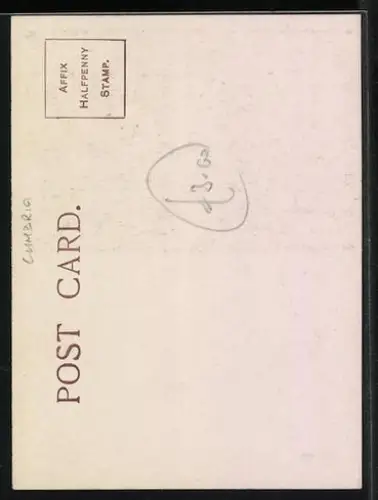 POST CARD.
AFFIX
HALFPENNY
STAMP.
CUMBRIA
£3.00